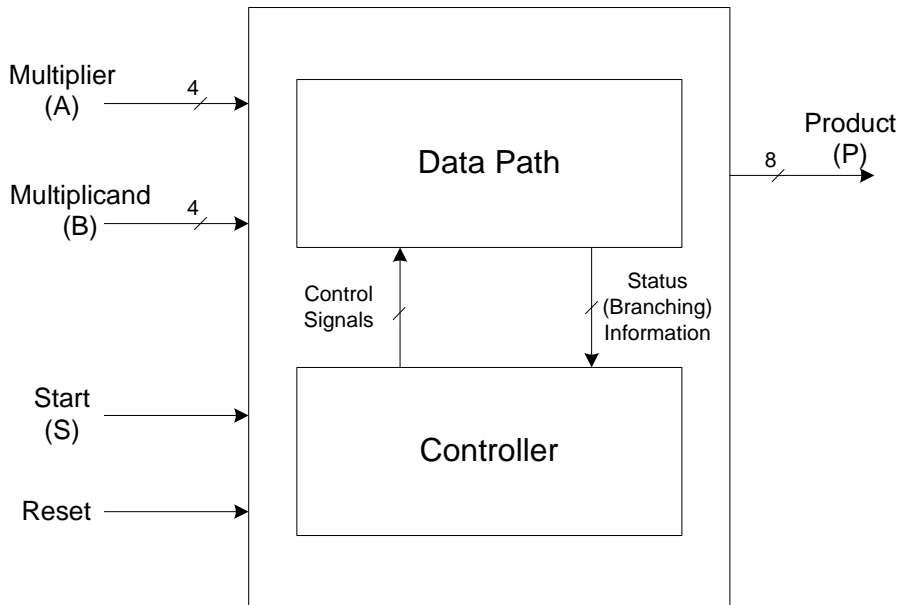 Multiplier
(A)
4
Multiplicand
(B)
4
Start
(S)
Reset
Data Path
Control
Signals
Status
(Branching)
Information
Controller
8
Product
(P)